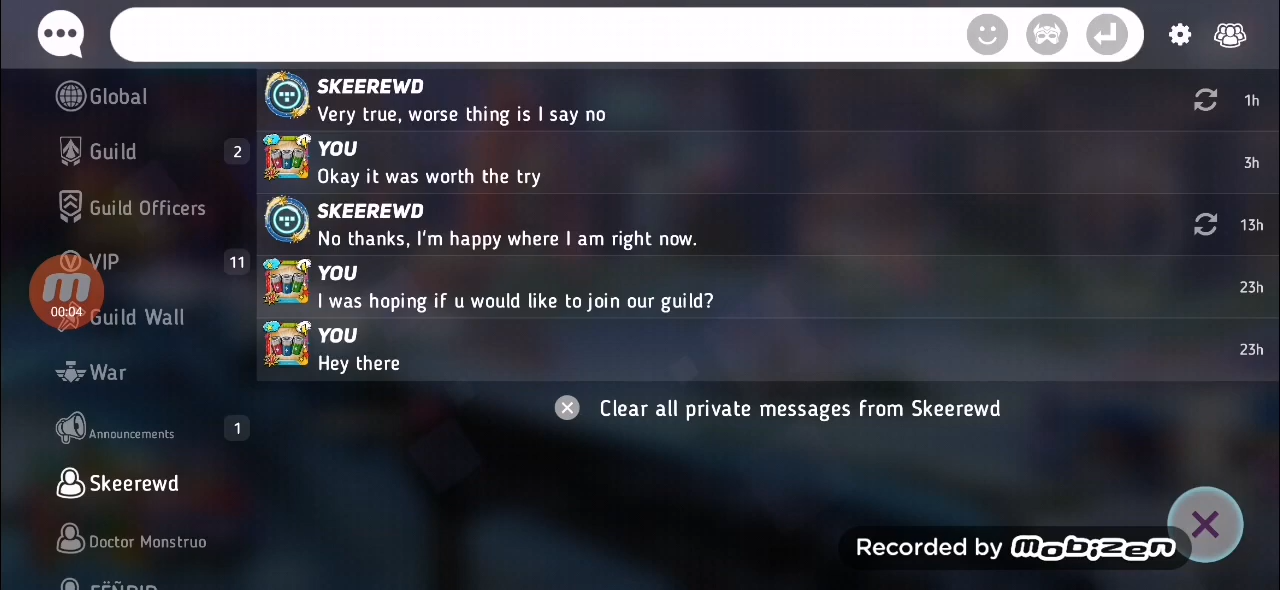 Global
Guild
2
Guild Officers
VIP
11
00:04
Guild Wall
War
Announcements
1
Skeerewd
Doctor Monstruo
SKEEREWD
Very true, worse thing is I say no
1h
YOU
Okay it was worth the try
3h
SKEEREWD
No thanks, I'm happy where I am right now.
13h
YOU
I was hoping if u would like to join our guild?
23h
YOU
Hey there
23h
Clear all private messages from Skeerewd
Recorded by mobizen